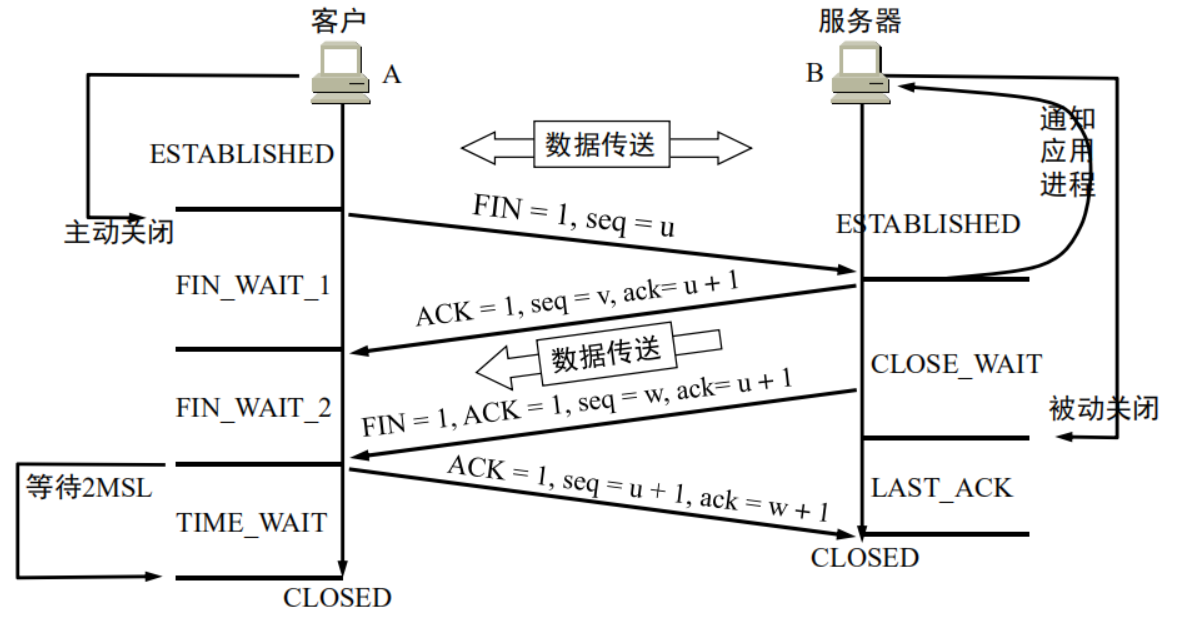 客户
服务器
A
B
通知
应用
进程
ESTABLISHED
数据传送
主动关闭
FIN = 1, seq = u
ESTABLISHED
FIN_WAIT_1
ACK = 1, seq = v, ack= u + 1
数据传送
CLOSE_WAIT
FIN_WAIT_2
FIN = 1, ACK = 1, seq = w, ack= u + 1
被动关闭
等待2MSL
ACK = 1, seq = u + 1, ack = w + 1
LAST_ACK
TIME_WAIT
CLOSED
CLOSED